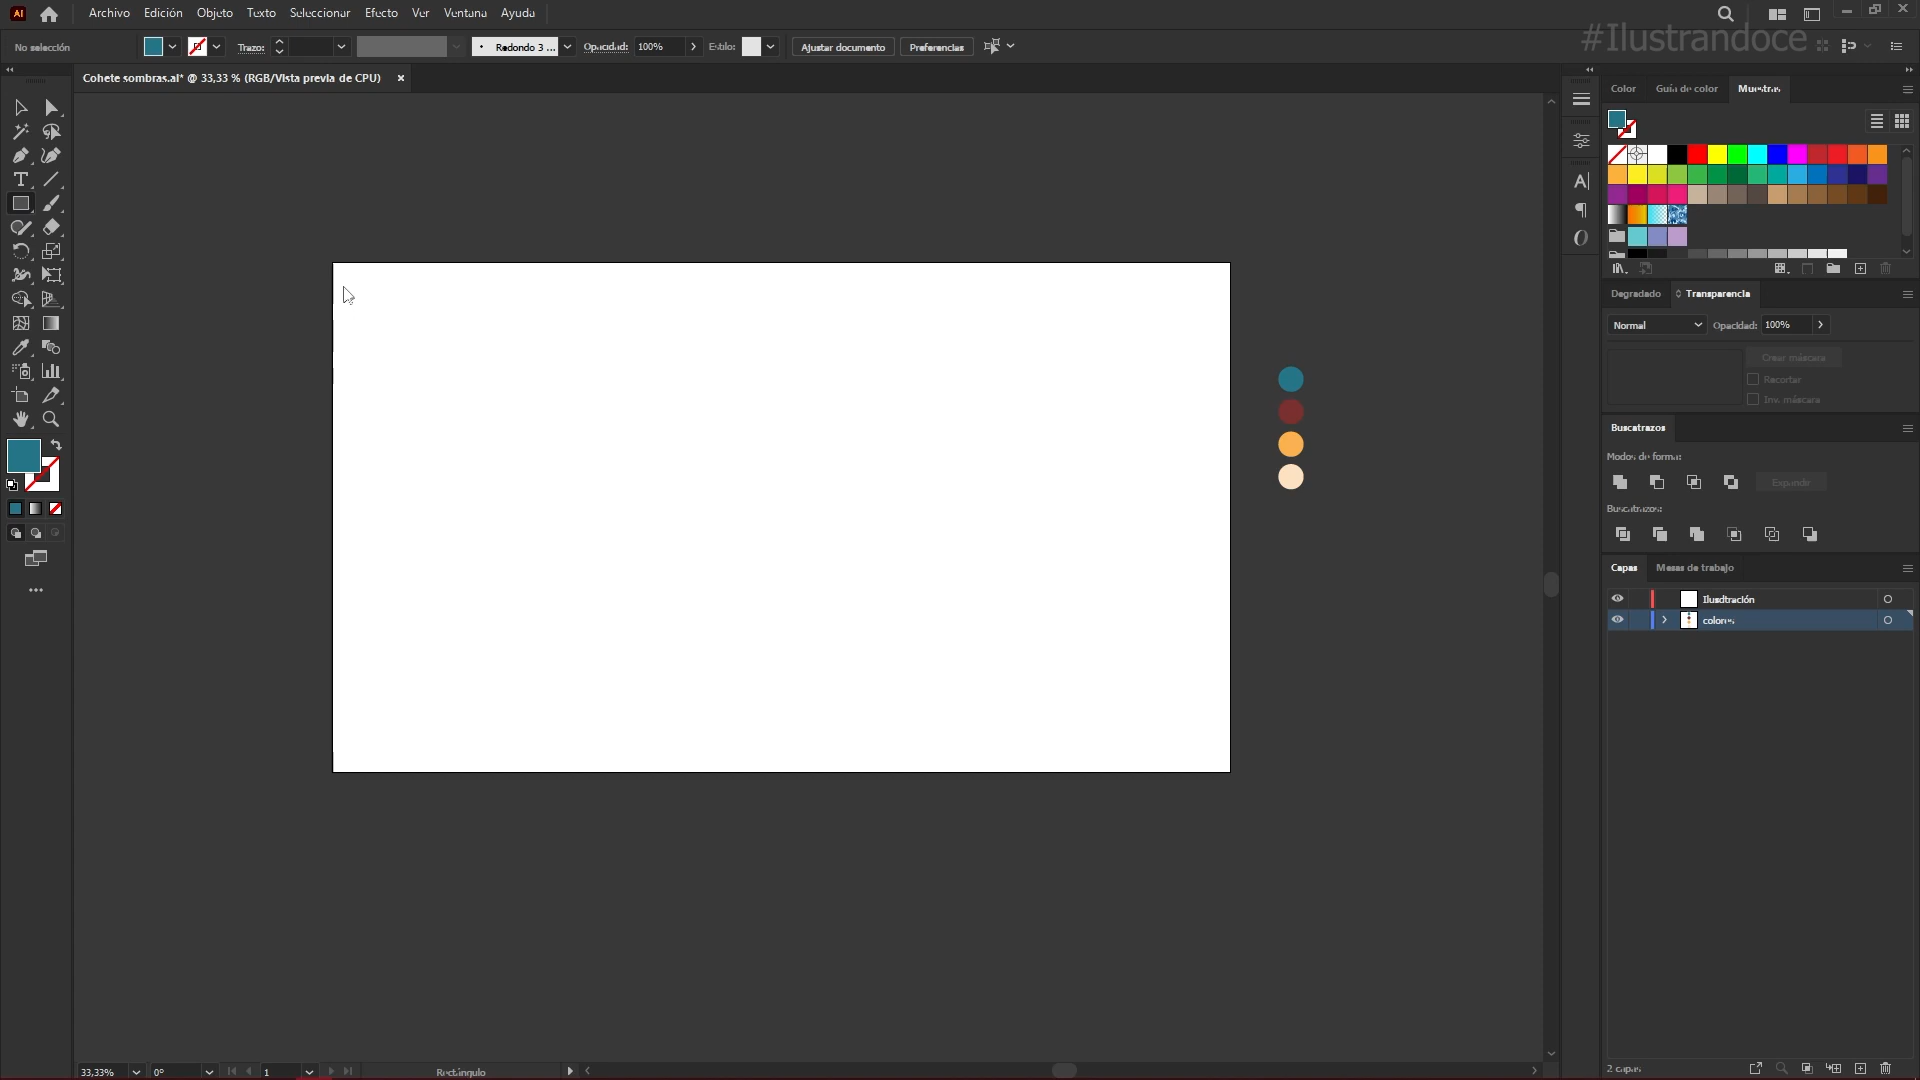 Ai Archivo Edición Objeto Texto Seleccionar Efecto Ver Ventana Ayuda
#Ilustrandoce
No selección Trazo: Redondo 3 ... Opacidad: 100% Estilo: Ajustar documento Preferencias
Cohete sombras.ai* @ 33,33 % (RGB/Vista previa de CPU) ×
Color Guía de color Muestras
Degradado Transparencia
Normal Opacidad: 100%
Crear máscara
Recortar
Inv. máscara
Buscatrazos
Modos de forma:
Expandir
Buscatrazos:
Capas Mesas de trabajo
Ilusdtración
colores
33,33% 0° 1 Rectángulo
2 capas